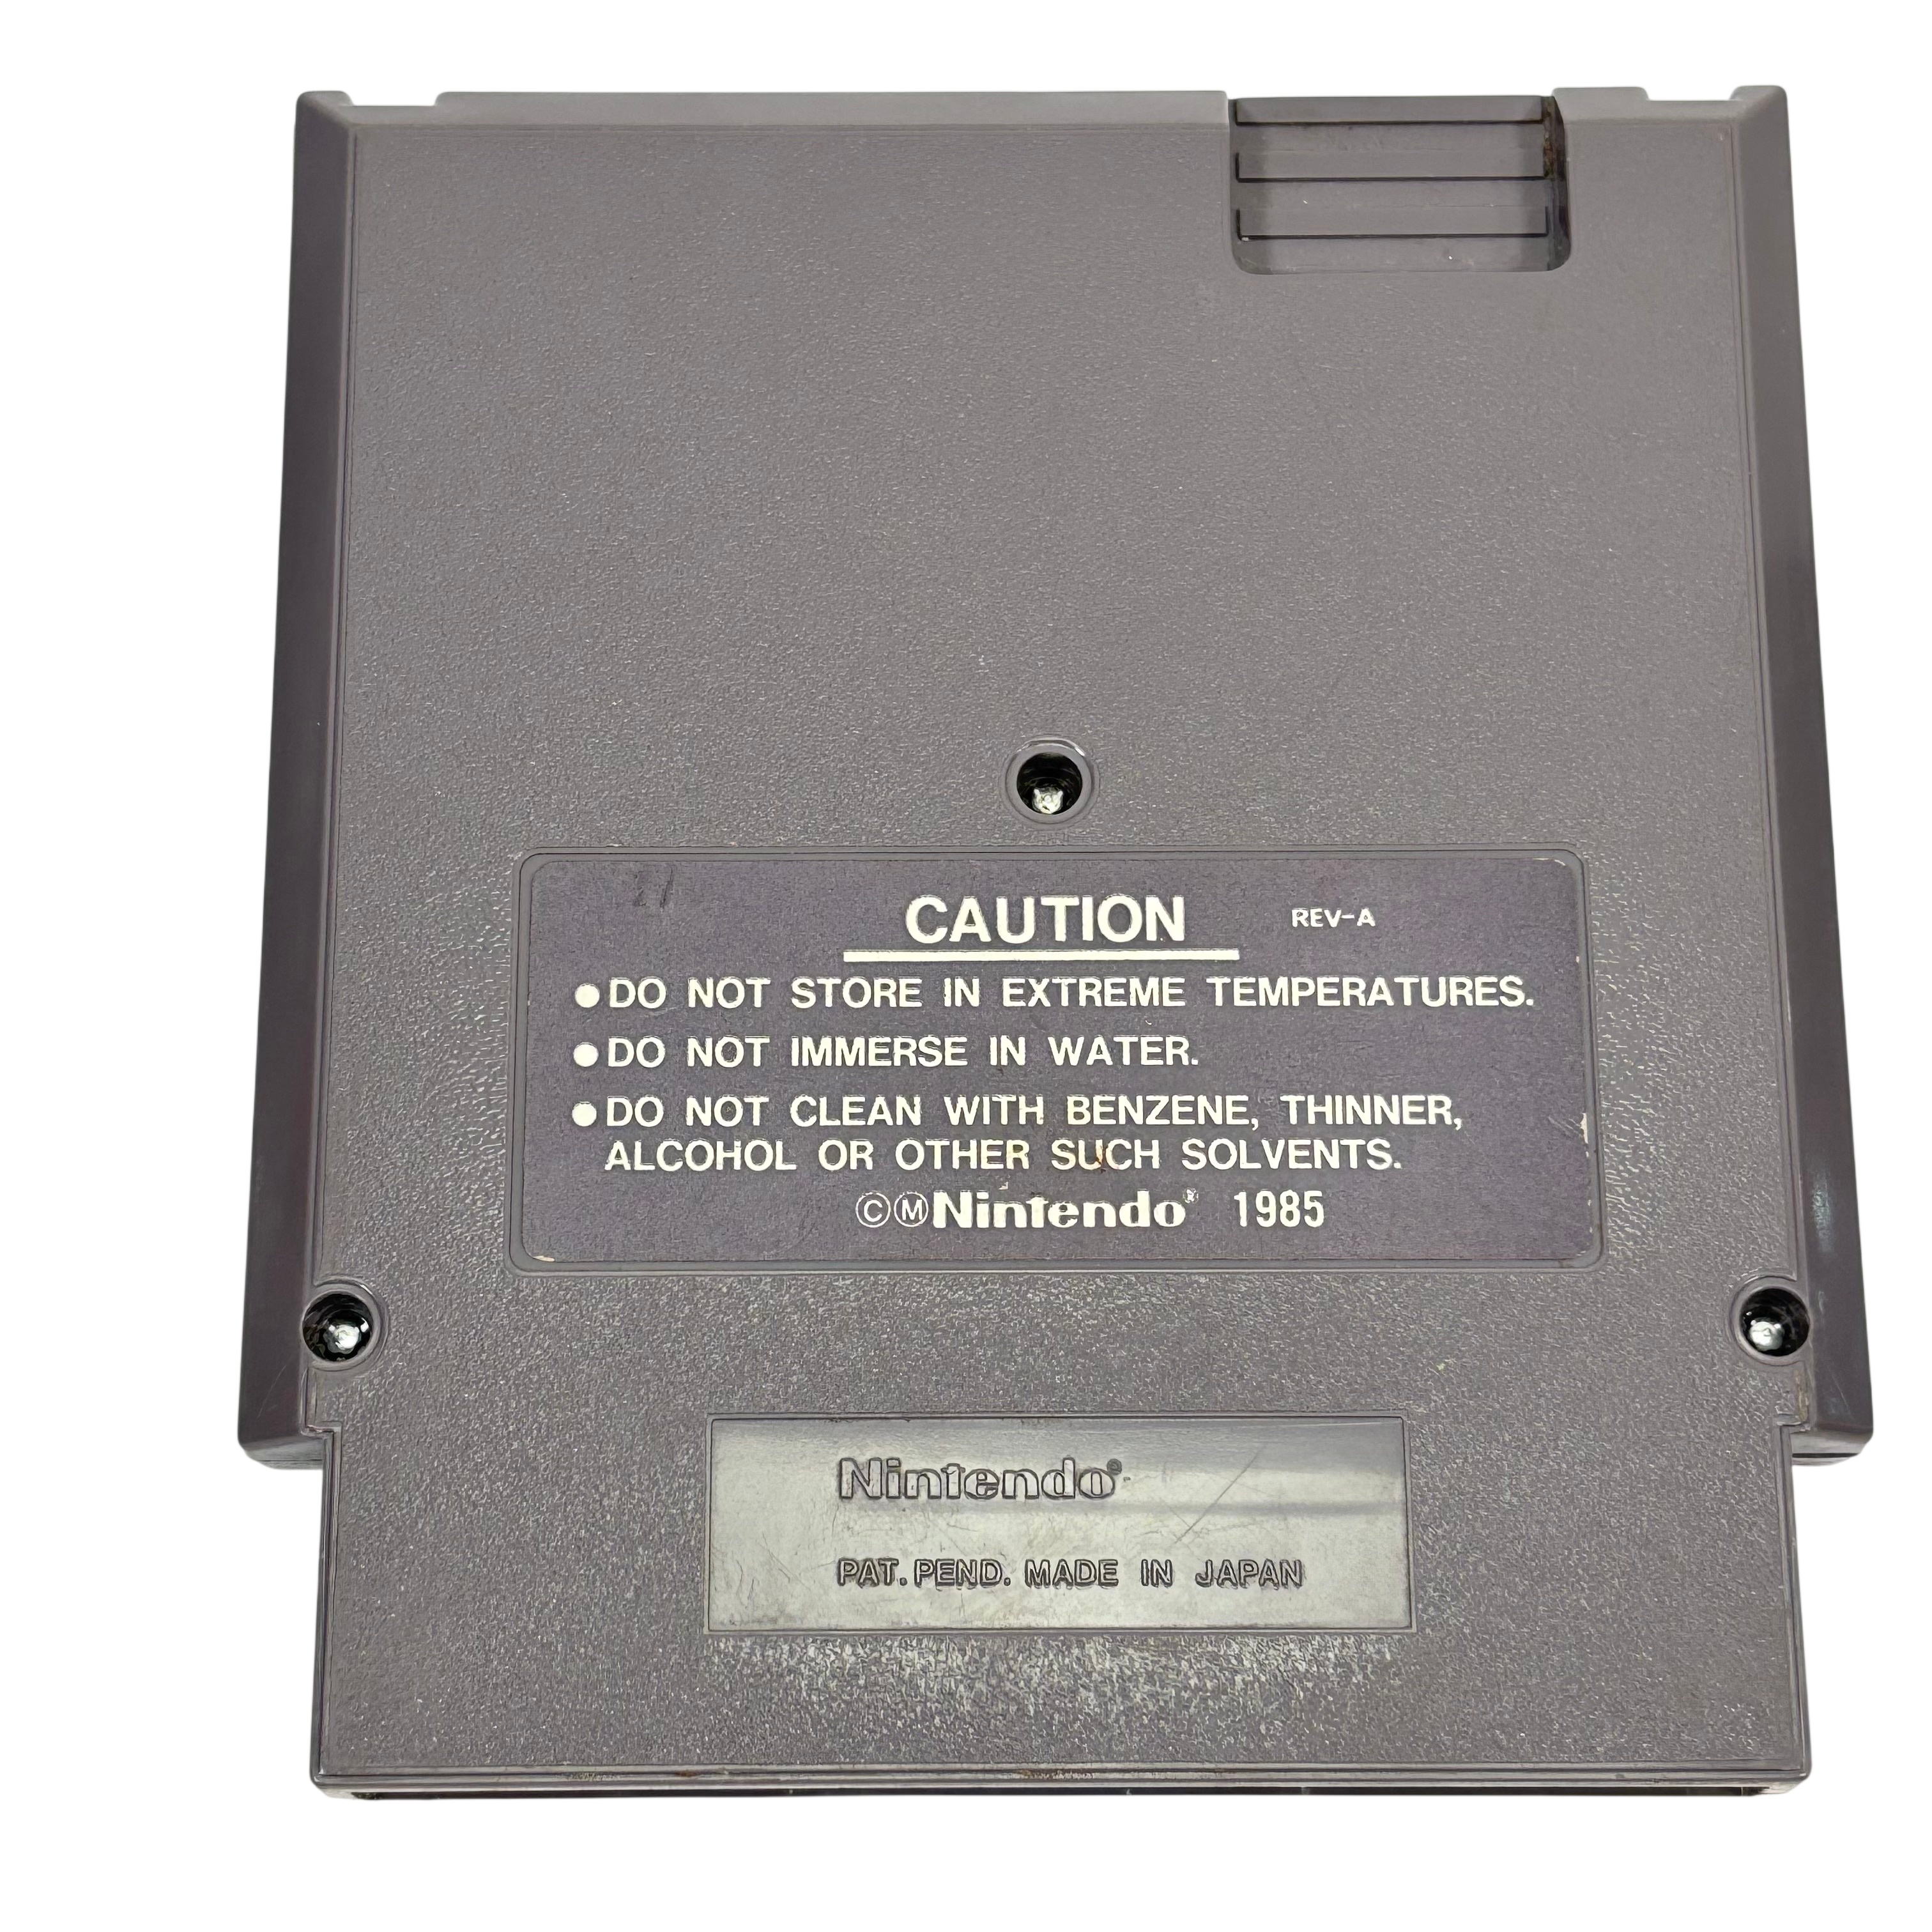 CAUTION REV-A
●DO NOT STORE IN EXTREME TEMPERATURES.
●DO NOT IMMERSE IN WATER.
●DO NOT CLEAN WITH BENZENE, THINNER,
ALCOHOL OR OTHER SUCH SOLVENTS.
ⒸⓂNintendo® 1985
Nintendo®
PAT. PEND. MADE IN JAPAN